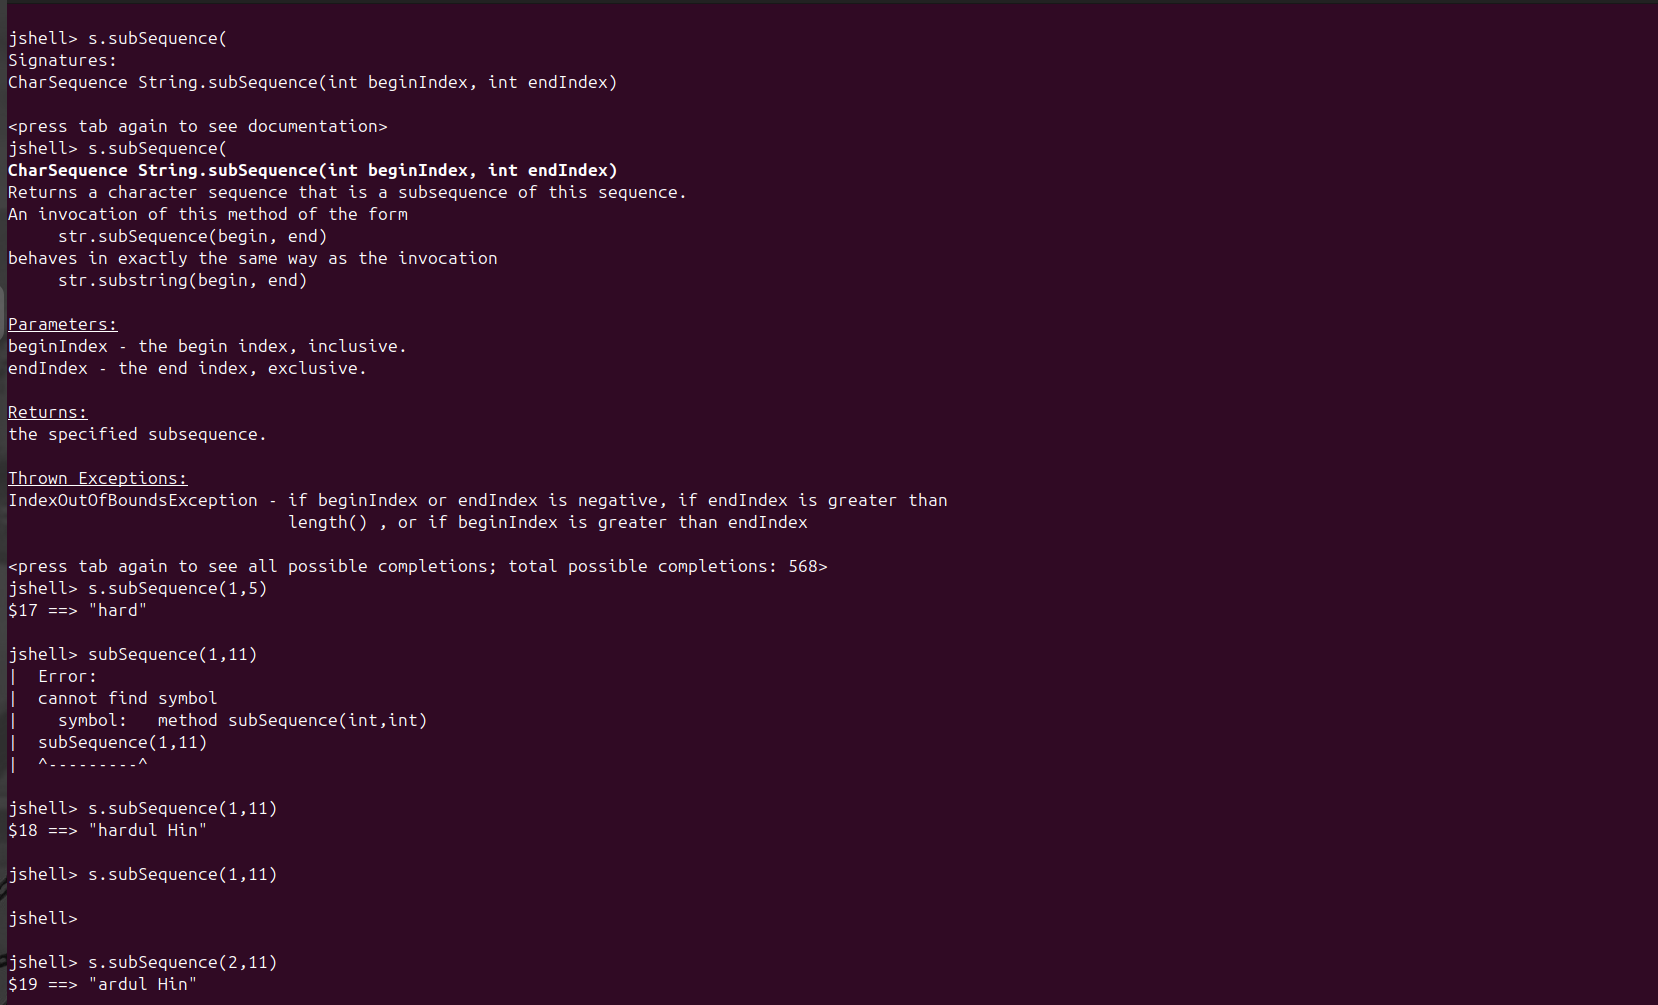 jshell> s.subSequence(
Signatures:
CharSequence String.subSequence(int beginIndex, int endIndex)
<press tab again to see documentation>
jshell> s.subSequence(
CharSequence String.subSequence(int beginIndex, int endIndex)
Returns a character sequence that is a subsequence of this sequence.
An invocation of this method of the form
     str.subSequence(begin, end)
behaves in exactly the same way as the invocation
     str.substring(begin, end)
Parameters:
beginIndex - the begin index, inclusive.
endIndex - the end index, exclusive.
Returns:
the specified subsequence.
Thrown Exceptions:
IndexOutOfBoundsException - if beginIndex or endIndex is negative, if endIndex is greater than
                            length() , or if beginIndex is greater than endIndex
<press tab again to see all possible completions; total possible completions: 568>
jshell> s.subSequence(1,5)
$17 ==> "hard"
jshell> subSequence(1,11)
|  Error:
|  cannot find symbol
|    symbol:   method subSequence(int,int)
|  subSequence(1,11)
|  ^---------^
jshell> s.subSequence(1,11)
$18 ==> "hardul Hin"
jshell> s.subSequence(1,11)
jshell>
jshell> s.subSequence(2,11)
$19 ==> "ardul Hin"